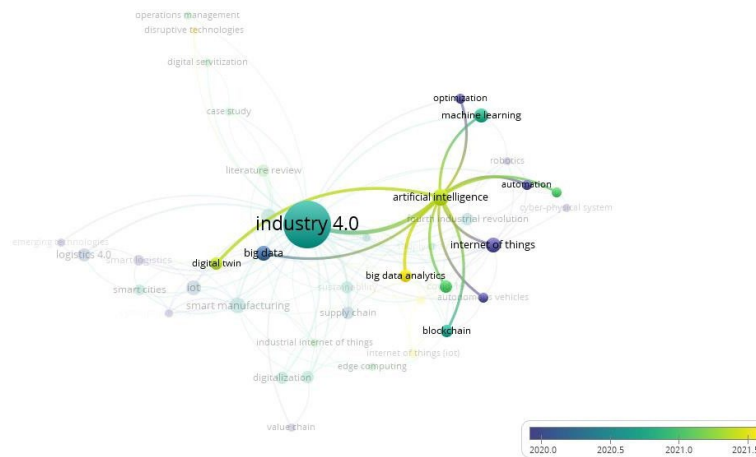 operations management
disruptive technologies
digital servitization
optimization
case study
machine learning
robotics
literature review
automation
artificial intelligence
cyber-physical system
fourth industrial revolution
industry 4.0
emerging technologies
internet of things
logistics 4.0
big data
smart logistics
digital twin
big data analytics
smart cities
iot
sustainability
autonomous vehicles
smart manufacturing
supply chain
blockchain
industrial internet of things
internet of things (iot)
edge computing
digitalization
value chain
2020.0 2020.5 2021.0 2021.5